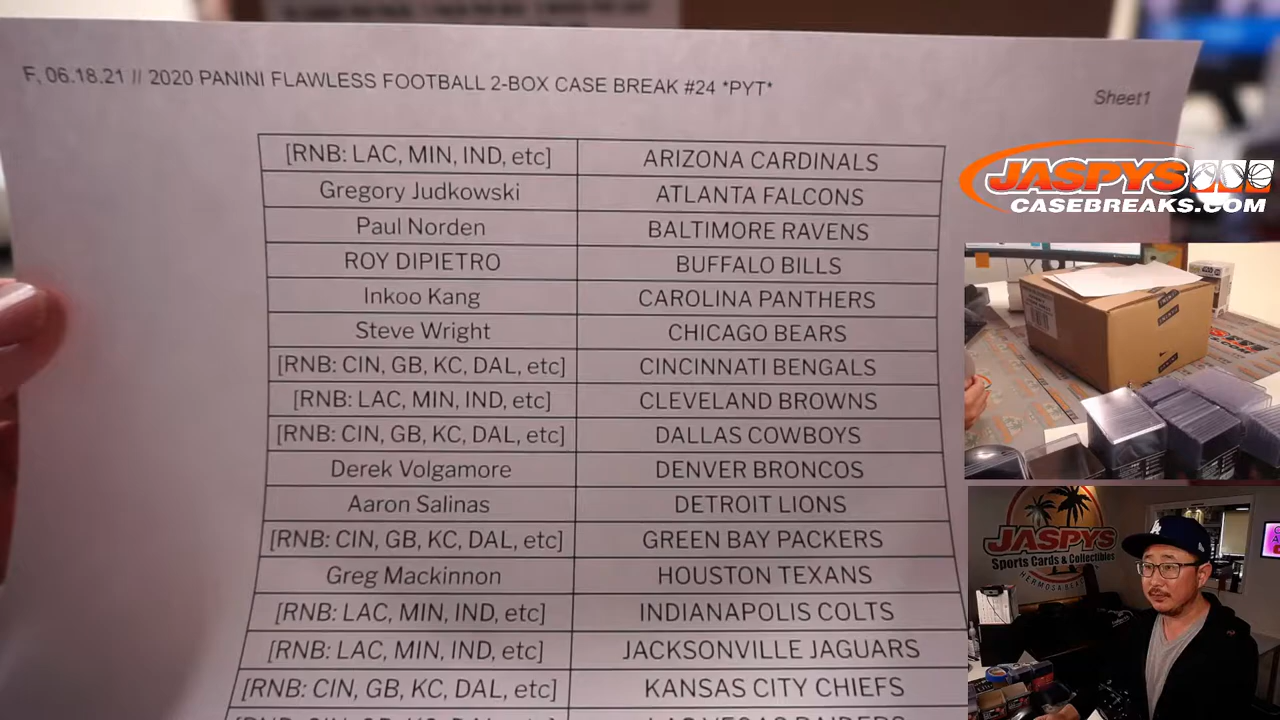 F, 06.18.21 // 2020 PANINI FLAWLESS FOOTBALL 2-BOX CASE BREAK #24 *PYT*
Sheet1
[RNB: LAC, MIN, IND, etc] ARIZONA CARDINALS
Gregory Judkowski ATLANTA FALCONS
Paul Norden BALTIMORE RAVENS
ROY DIPIETRO BUFFALO BILLS
Inkoo Kang CAROLINA PANTHERS
Steve Wright CHICAGO BEARS
[RNB: CIN, GB, KC, DAL, etc] CINCINNATI BENGALS
[RNB: LAC, MIN, IND, etc] CLEVELAND BROWNS
[RNB: CIN, GB, KC, DAL, etc] DALLAS COWBOYS
Derek Volgamore DENVER BRONCOS
Aaron Salinas DETROIT LIONS
[RNB: CIN, GB, KC, DAL, etc] GREEN BAY PACKERS
Greg Mackinnon HOUSTON TEXANS
[RNB: LAC, MIN, IND, etc] INDIANAPOLIS COLTS
[RNB: LAC, MIN, IND, etc] JACKSONVILLE JAGUARS
[RNB: CIN, GB, KC, DAL, etc] KANSAS CITY CHIEFS
JASPYS
CASEBREAKS.COM
JASPYS
Sports Cards & Collectibles
HERMOSA BEACH